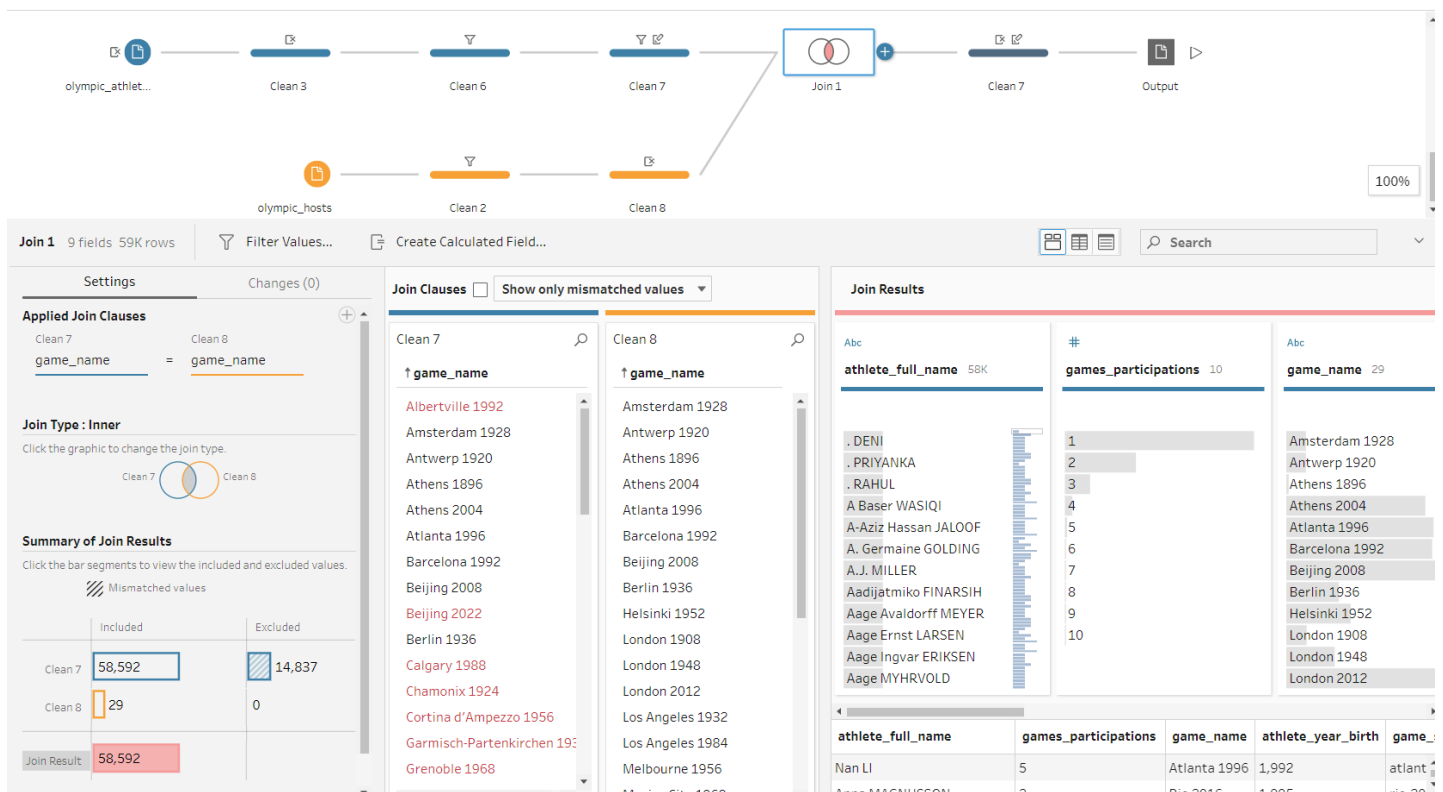 olympic_athlet...
Clean 3
Clean 6
Clean 7
Join 1
Clean 7
Output
olympic_hosts
Clean 2
Clean 8
100%
Join 1 9 fields 59K rows
Filter Values...
Create Calculated Field...
Search
Settings
Changes (0)
Applied Join Clauses
Clean 7
Clean 8
game_name = game_name
Join Type : Inner
Click the graphic to change the join type.
Clean 7
Clean 8
Summary of Join Results
Click the bar segments to view the included and excluded values.
Mismatched values
Included Excluded
Clean 7 58,592 14,837
Clean 8 29 0
Join Result 58,592
Join Clauses
Show only mismatched values
Clean 7
game_name
Albertville 1992
Amsterdam 1928
Antwerp 1920
Athens 1896
Athens 2004
Atlanta 1996
Barcelona 1992
Beijing 2008
Beijing 2022
Berlin 1936
Calgary 1988
Chamonix 1924
Cortina d'Ampezzo 1956
Garmisch-Partenkirchen 193
Grenoble 1968
Clean 8
game_name
Amsterdam 1928
Antwerp 1920
Athens 1896
Athens 2004
Atlanta 1996
Barcelona 1992
Beijing 2008
Berlin 1936
Helsinki 1952
London 1908
London 1948
London 2012
Los Angeles 1932
Los Angeles 1984
Melbourne 1956
Join Results
Abc
athlete_full_name 58K
. DENI
. PRIYANKA
. RAHUL
A Baser WASIQI
A-Aziz Hassan JALOOF
A. Germaine GOLDING
A.J. MILLER
Aadijatmiko FINARSIH
Aage Avaldorff MEYER
Aage Ernst LARSEN
Aage Ingvar ERIKSEN
Aage MYHRVOLD
#
games_participations 10
1
2
3
4
5
6
7
8
9
10
Abc
game_name 29
Amsterdam 1928
Antwerp 1920
Athens 1896
Athens 2004
Atlanta 1996
Barcelona 1992
Beijing 2008
Berlin 1936
Helsinki 1952
London 1908
London 1948
London 2012
athlete_full_name games_participations game_name athlete_year_birth game_s
Nan LI 5 Atlanta 1996 1,992 atlant